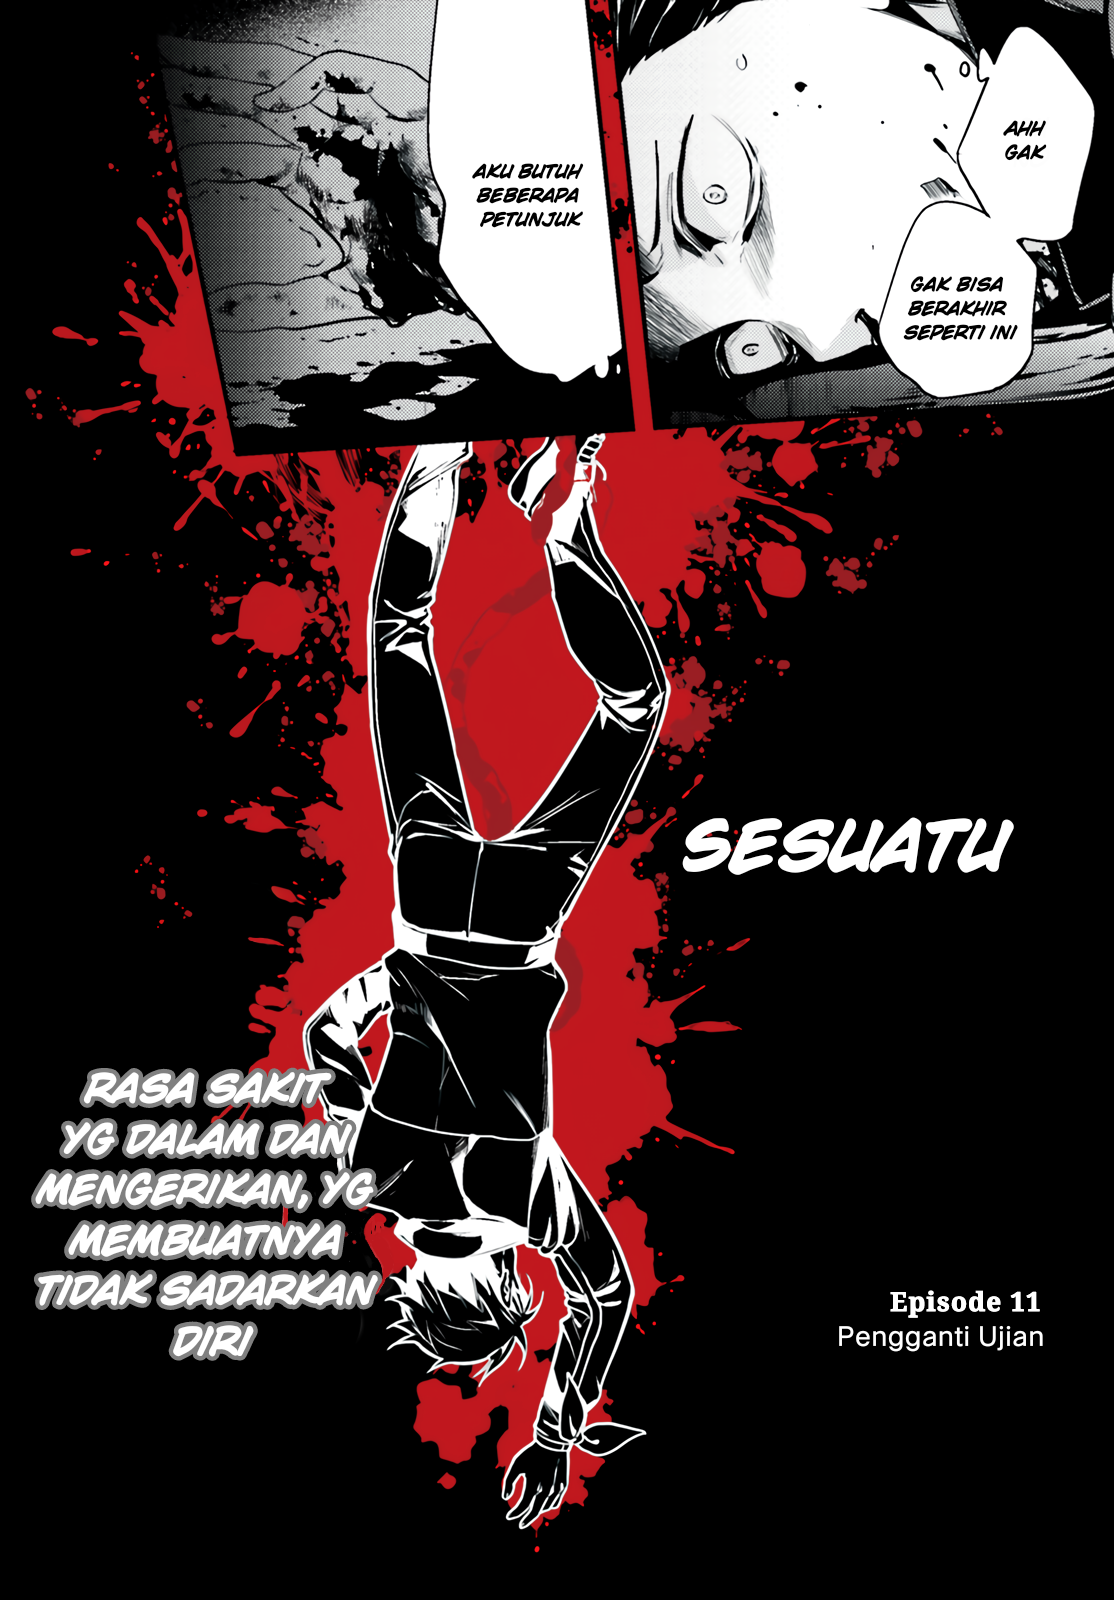 AHH
GAK
GAK BISA
BERAKHIR
SEPERTI INI
AKU BUTUH
BEBERAPA
PETUNJUK
SESUATU
RASA SAKIT
YG DALAM DAN
MENGERIKAN, YG
MEMBUATNYA
TIDAK SADARKAN
DIRI
Episode 11
Pengganti Ujian